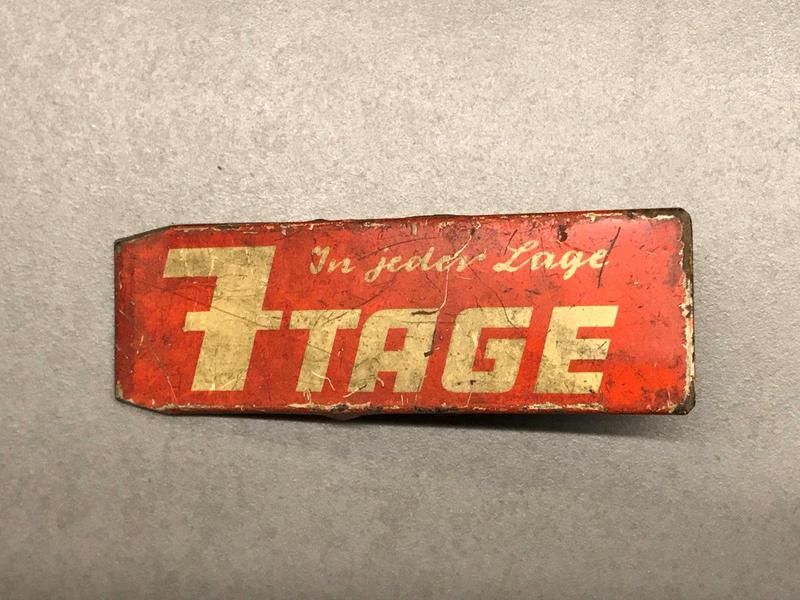 In jeder Lage
7 TAGE